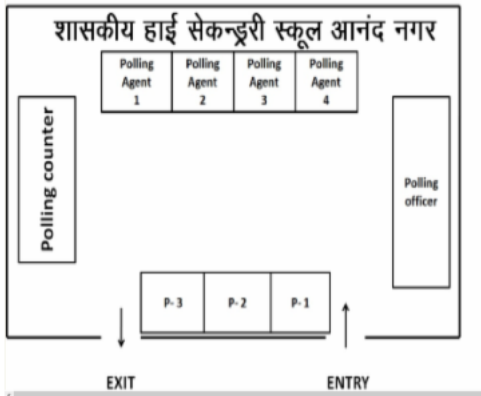 शासकीय हाई सेकन्ड्ररी स्कूल आनंद नगर
Polling Agent 1
Polling Agent 2
Polling Agent 3
Polling Agent 4
Polling counter
Polling officer
P- 3
P- 2
P- 1
EXIT
ENTRY